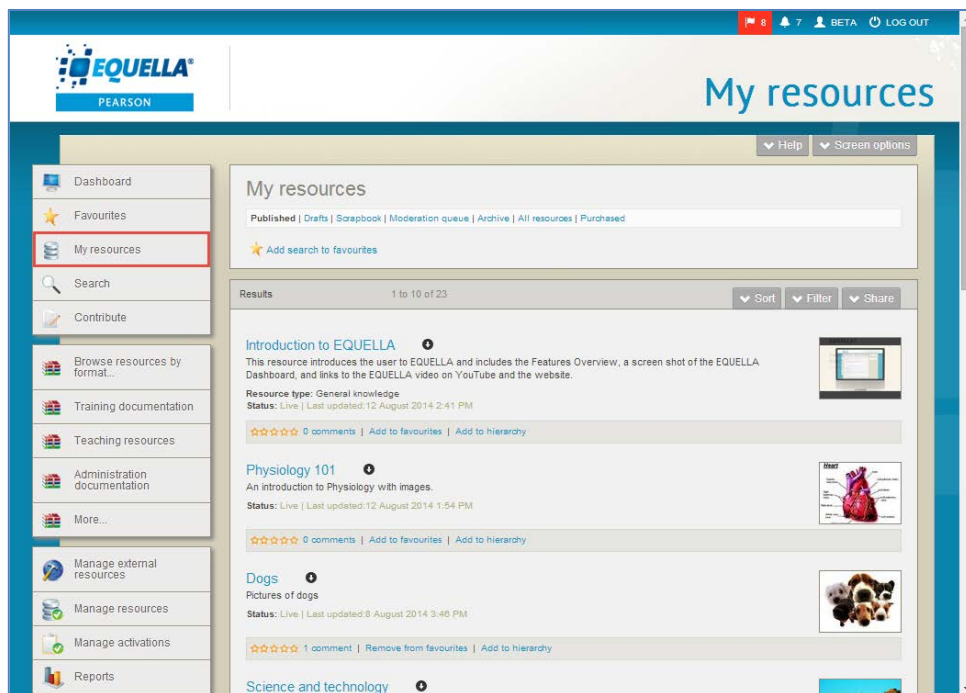 8 7 BETA LOG OUT
EQUELLA®
PEARSON
My resources
Help Screen options
Dashboard
Favourites
My resources
Search
Contribute
Browse resources by
format...
Training documentation
Teaching resources
Administration
documentation
More...
Manage external
resources
Manage resources
Manage activations
Reports
My resources
Published | Drafts | Scrapbook | Moderation queue | Archive | All resources | Purchased
Add search to favourites
Results 1 to 10 of 23 Sort Filter Share
Introduction to EQUELLA
This resource introduces the user to EQUELLA and includes the Features Overview, a screen shot of the EQUELLA
Dashboard, and links to the EQUELLA video on YouTube and the website.
Resource type: General knowledge
Status: Live | Last updated:12 August 2014 2:41 PM
0 comments | Add to favourites | Add to hierarchy
Physiology 101
An introduction to Physiology with images.
Status: Live | Last updated:12 August 2014 1:54 PM
0 comments | Add to favourites | Add to hierarchy
Heart
Dogs
Pictures of dogs
Status: Live | Last updated:8 August 2014 3:46 PM
1 comment | Remove from favourites | Add to hierarchy
Science and technology